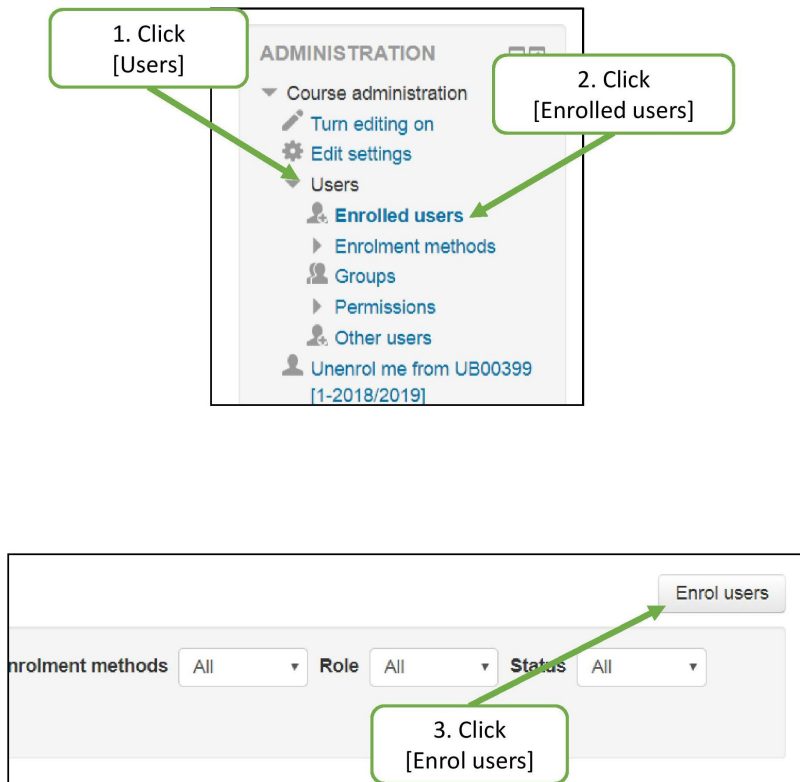 1. Click
[Users]
ADMINISTRATION
2. Click
[Enrolled users]
Course administration
Turn editing on
Edit settings
Users
Enrolled users
Enrolment methods
Groups
Permissions
Other users
Unenrol me from UB00399
[1-2018/2019]
Enrol users
nrolment methods All Role All Status All
3. Click
[Enrol users]